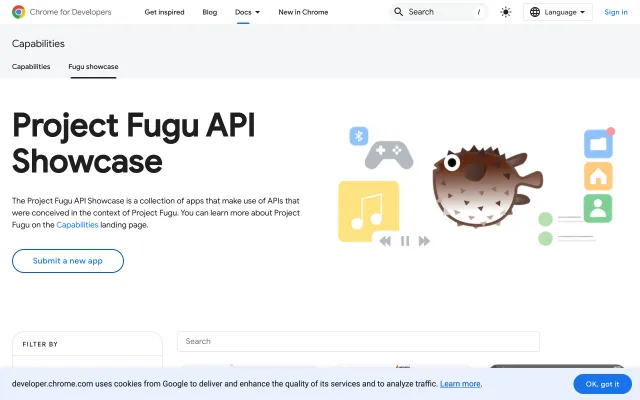 Chrome for Developers Get inspired Blog Docs New in Chrome Search / Language Sign in
Capabilities
Capabilities Fugu showcase
Project Fugu API
Showcase
The Project Fugu API Showcase is a collection of apps that make use of APIs that
were conceived in the context of Project Fugu. You can learn more about Project
Fugu on the Capabilities landing page.
Submit a new app
FILTER BY
Search
developer.chrome.com uses cookies from Google to deliver and enhance the quality of its services and to analyze traffic. Learn more.
OK, got it